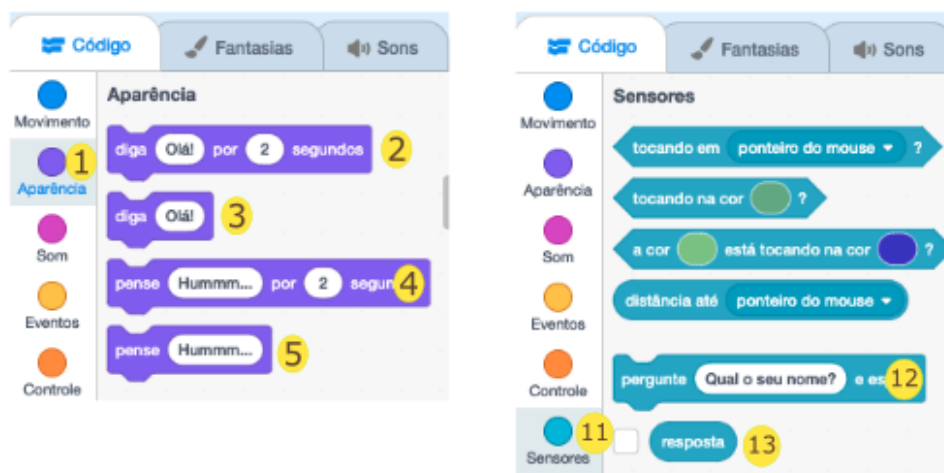 Código Fantasias Sons
Movimento
1
Aparência
Som
Eventos
Controle
Aparência
diga Olá! por 2 segundos 2
diga Olá! 3
pense Hummm... por 2 segun 4
pense Hummm... 5
Código Fantasias Sons
Movimento
Aparência
Som
Eventos
Controle
11
Sensores
Sensores
tocando em ponteiro do mouse ?
tocando na cor ?
a cor está tocando na cor ?
distância até ponteiro do mouse
pergunte Qual o seu nome? e es 12
resposta 13